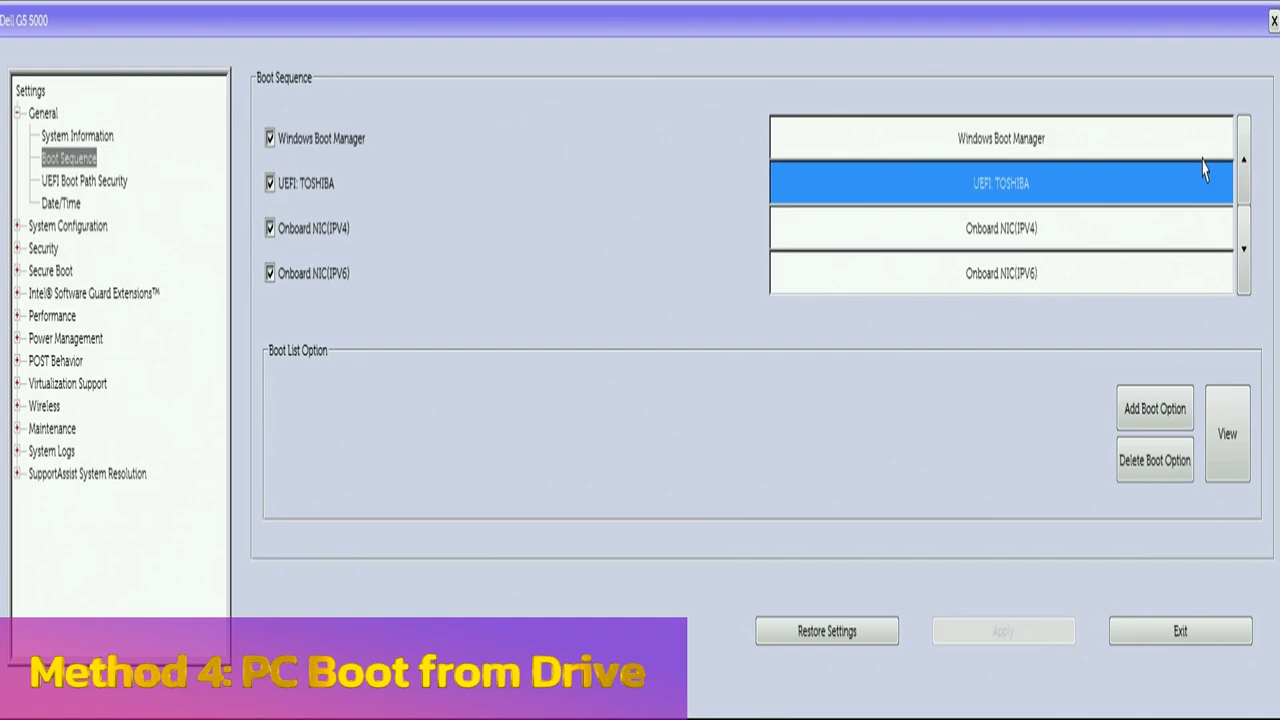 Dell G5 5000
X
Settings
General
System Information
Boot Sequence
UEFI Boot Path Security
Date/Time
System Configuration
Security
Secure Boot
Intel® Software Guard Extensions™
Performance
Power Management
POST Behavior
Virtualization Support
Wireless
Maintenance
System Logs
SupportAssist System Resolution
Boot Sequence
Windows Boot Manager
UEFI: TOSHIBA
Onboard NIC(IPV4)
Onboard NIC(IPV6)
Windows Boot Manager
UEFI: TOSHIBA
Onboard NIC(IPV4)
Onboard NIC(IPV6)
Boot List Option
Add Boot Option
Delete Boot Option
View
Restore Settings
Apply
Exit
Method 4: PC Boot from Drive